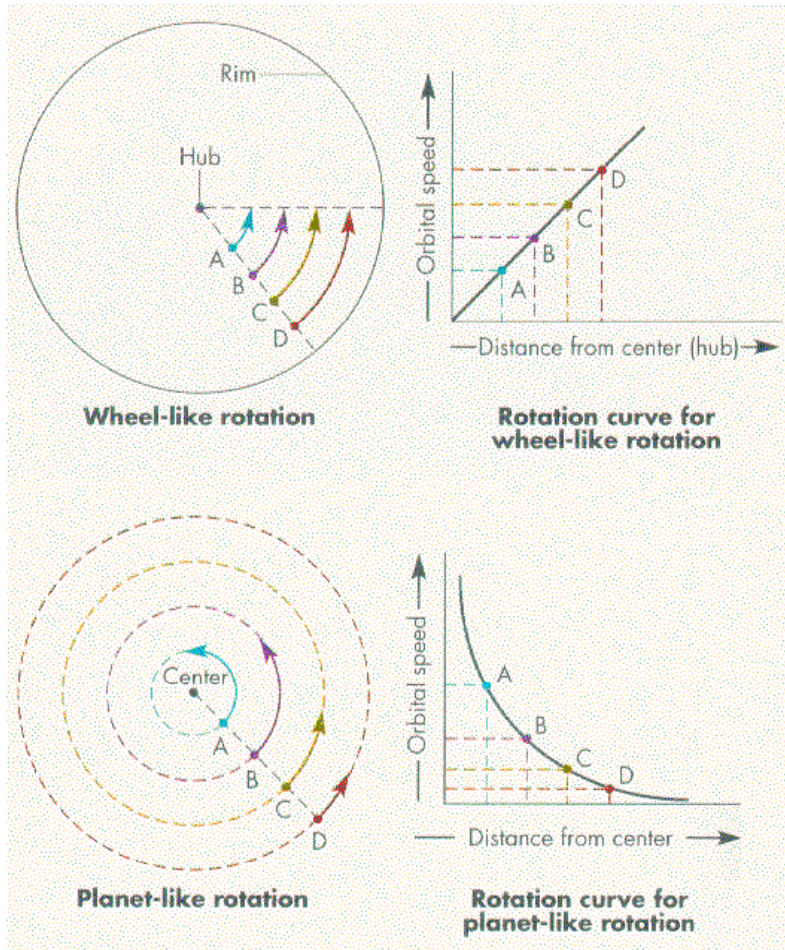 Rim
Hub
A
B
C
D
Wheel-like rotation
Orbital speed
A
B
C
D
Distance from center (hub)
Rotation curve for
wheel-like rotation
Center
A
B
C
D
Planet-like rotation
Orbital speed
A
B
C
D
Distance from center
Rotation curve for
planet-like rotation